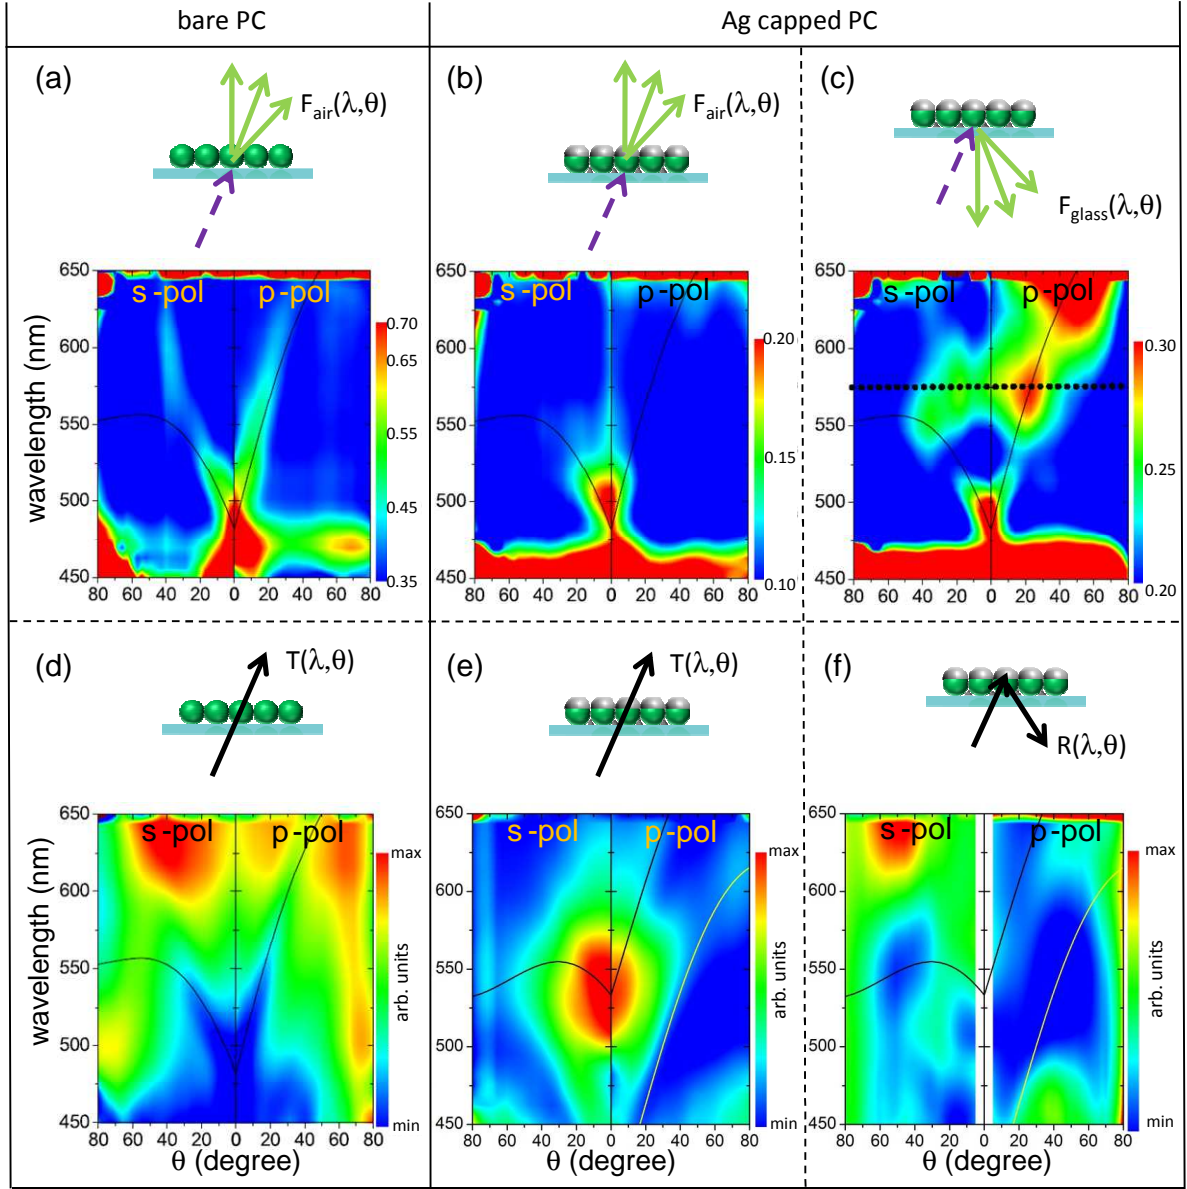 bare PC
Ag capped PC
(a)
F_air(λ,θ)
(b)
F_air(λ,θ)
(c)
F_glass(λ,θ)
wavelength (nm)
650
600
550
500
450
s-pol
p-pol
0.70
0.65
0.55
0.45
0.35
80 60 40 20 0 20 40 60 80
650
600
550
500
450
s-pol
p-pol
0.20
0.15
0.10
80 60 40 20 0 20 40 60 80
650
600
550
500
450
s-pol
p-pol
0.30
0.25
0.20
80 60 40 20 0 20 40 60 80
(d)
T(λ,θ)
(e)
T(λ,θ)
(f)
R(λ,θ)
wavelength (nm)
650
600
550
500
450
s-pol
p-pol
max
arb. units
min
80 60 40 20 0 20 40 60 80
θ (degree)
650
600
550
500
450
s-pol
p-pol
max
arb. units
min
80 60 40 20 0 20 40 60 80
θ (degree)
650
600
550
500
450
s-pol
p-pol
max
arb. units
min
80 60 40 20 0 20 40 60 80
θ (degree)